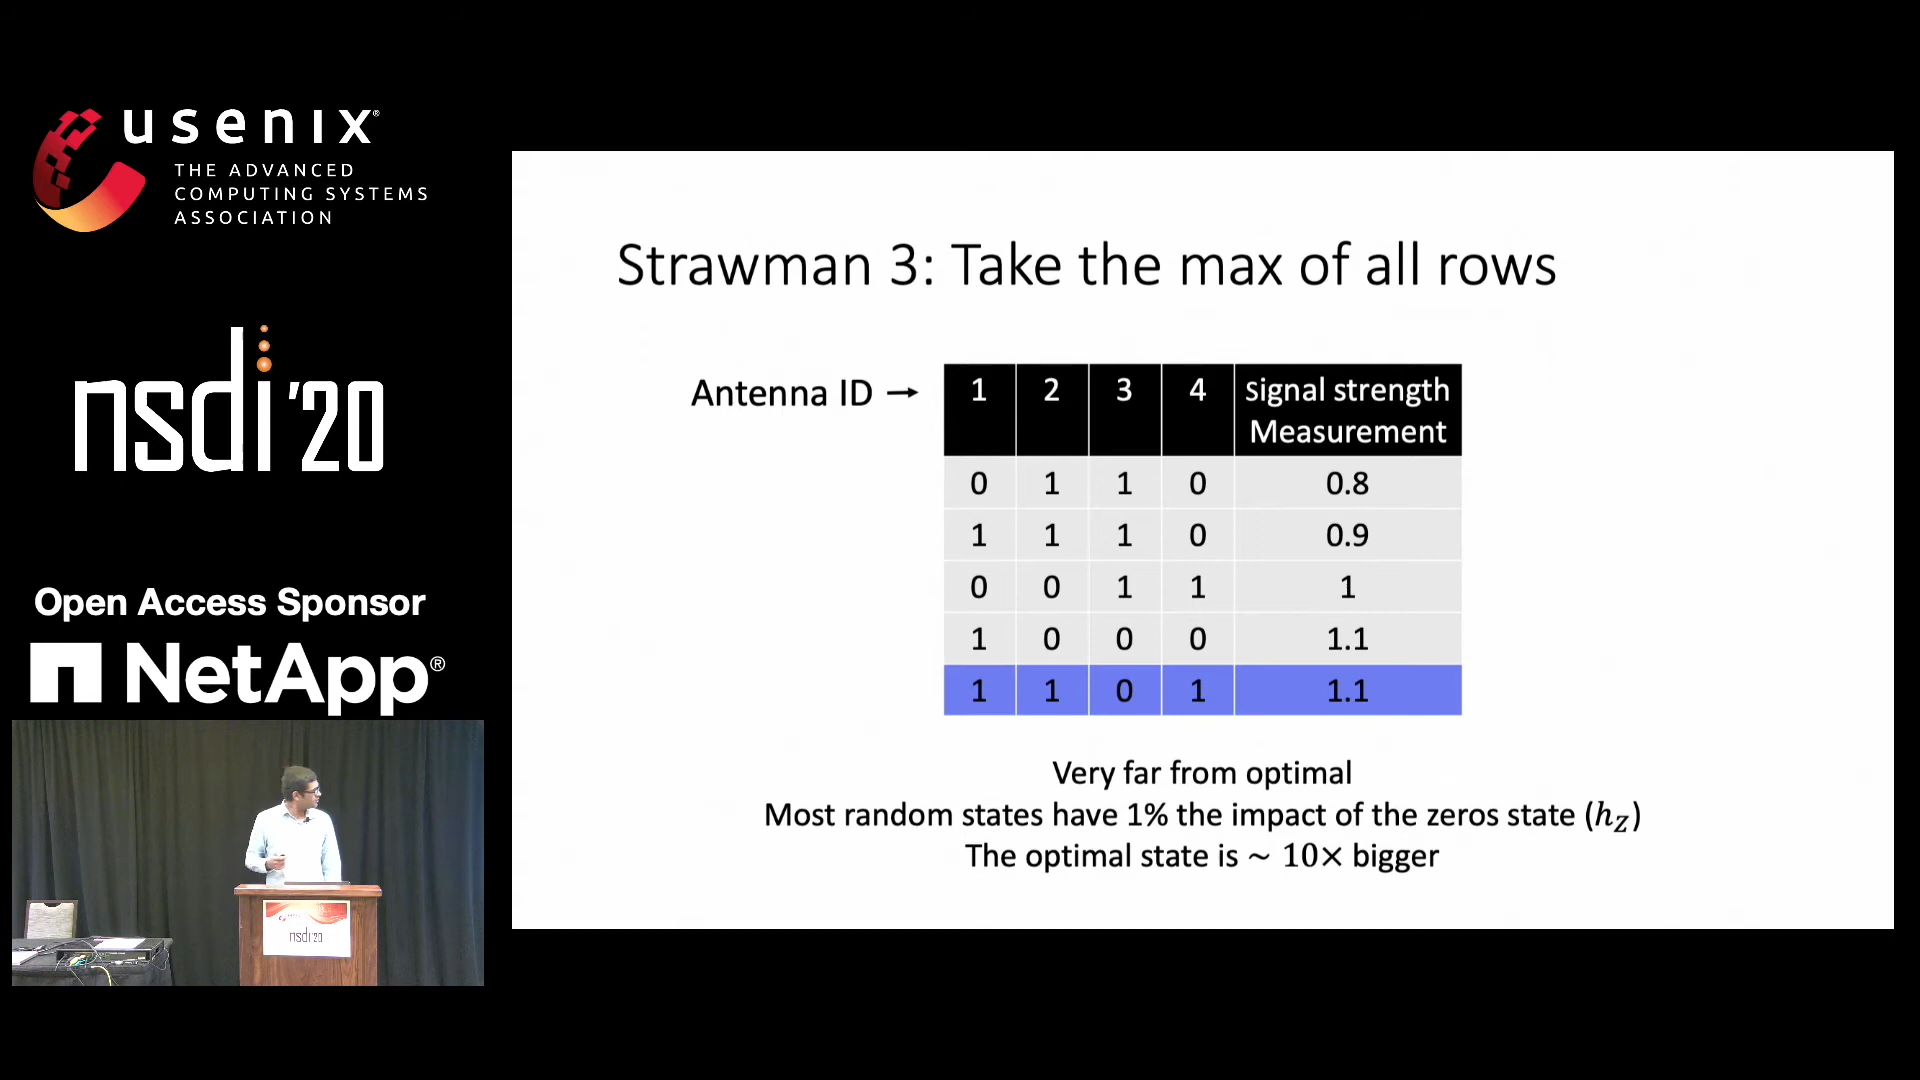 usenix®
THE ADVANCED
COMPUTING SYSTEMS
ASSOCIATION
nsdi '20
Open Access Sponsor
NetApp®
nsdi '20
Strawman 3: Take the max of all rows
Antenna ID → 1 2 3 4 Signal strength
Measurement
0 1 1 0 0.8
1 1 1 0 0.9
0 0 1 1 1
1 0 0 0 1.1
1 1 0 1 1.1
Very far from optimal
Most random states have 1% the impact of the zeros state (h_Z)
The optimal state is ~ 10× bigger